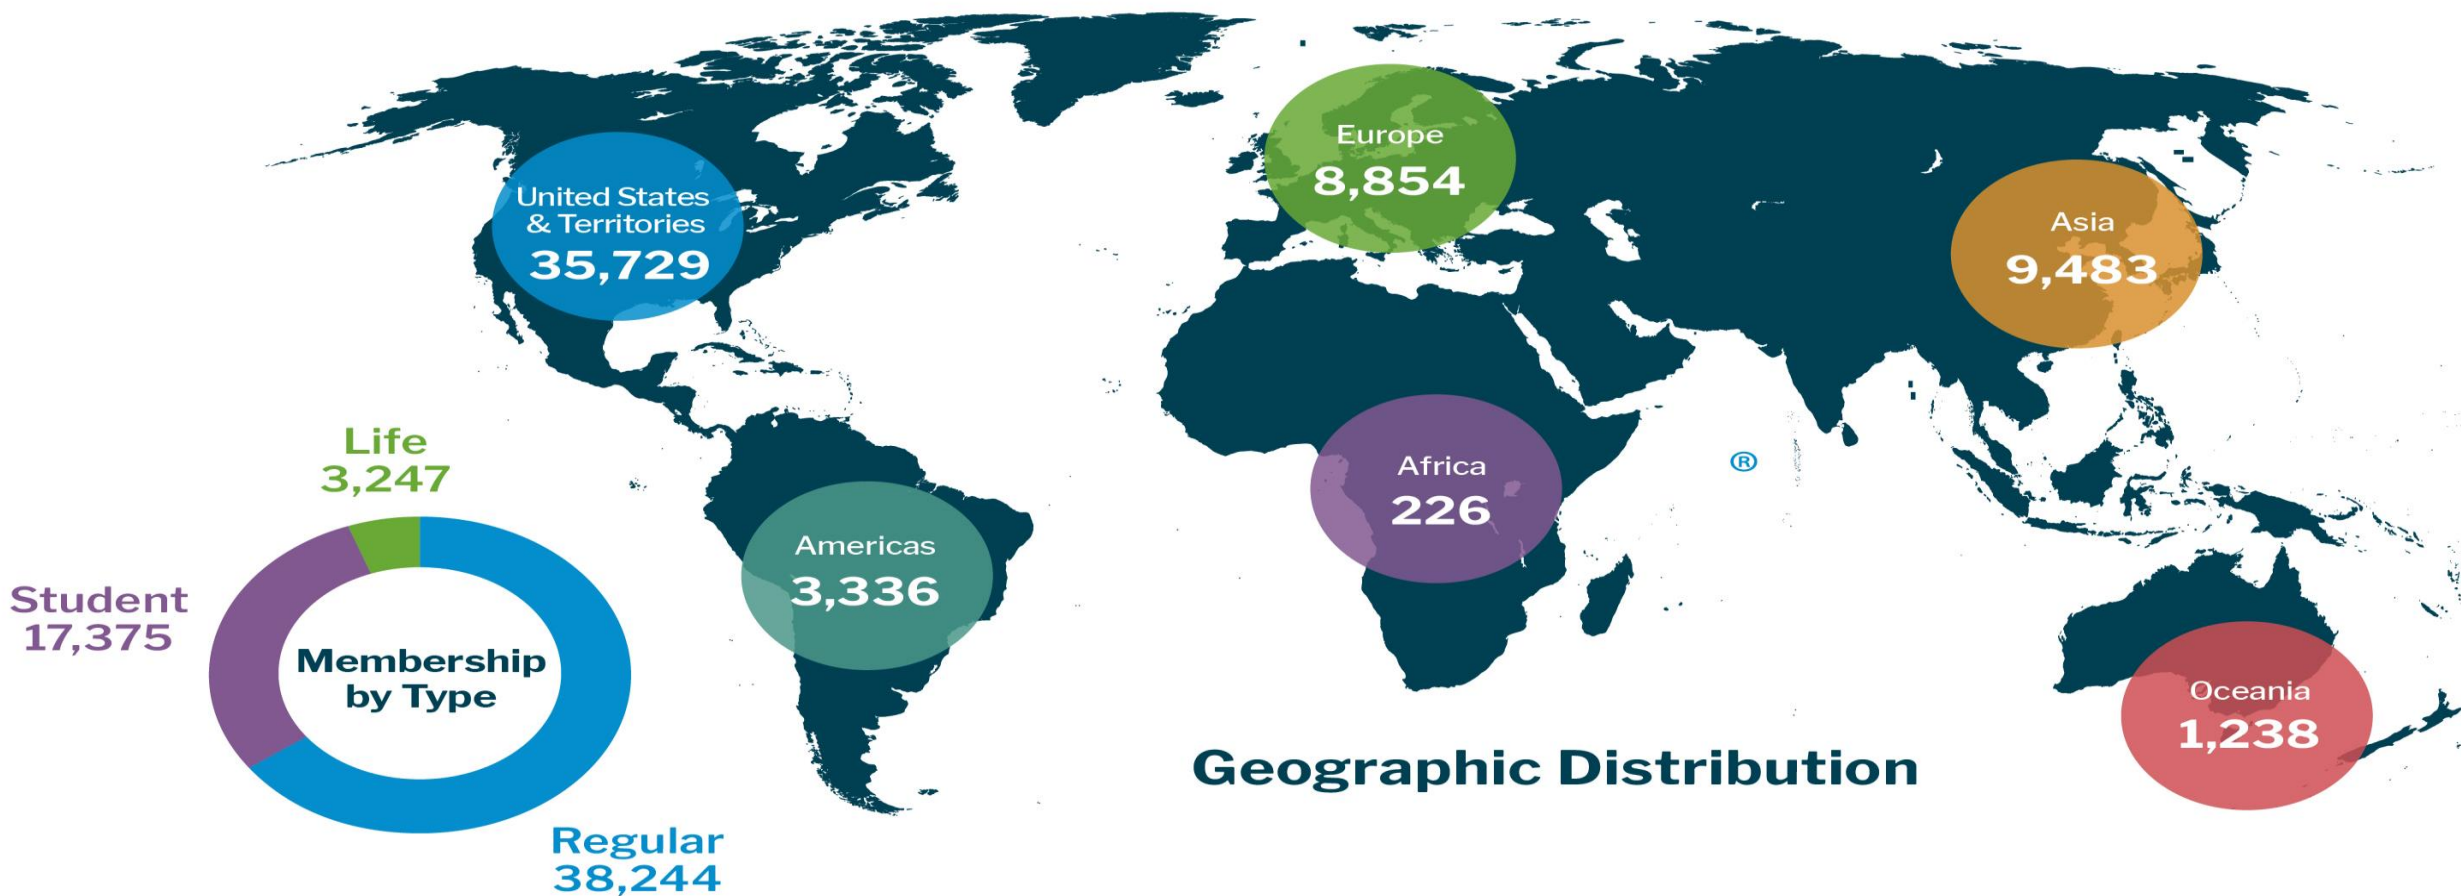 Europe
8,854
United States
& Territories
35,729
Asia
9,483
Life
3,247
Africa
226
®
Americas
3,336
Student
17,375
Membership
by Type
Oceania
1,238
Geographic Distribution
Regular
38,244